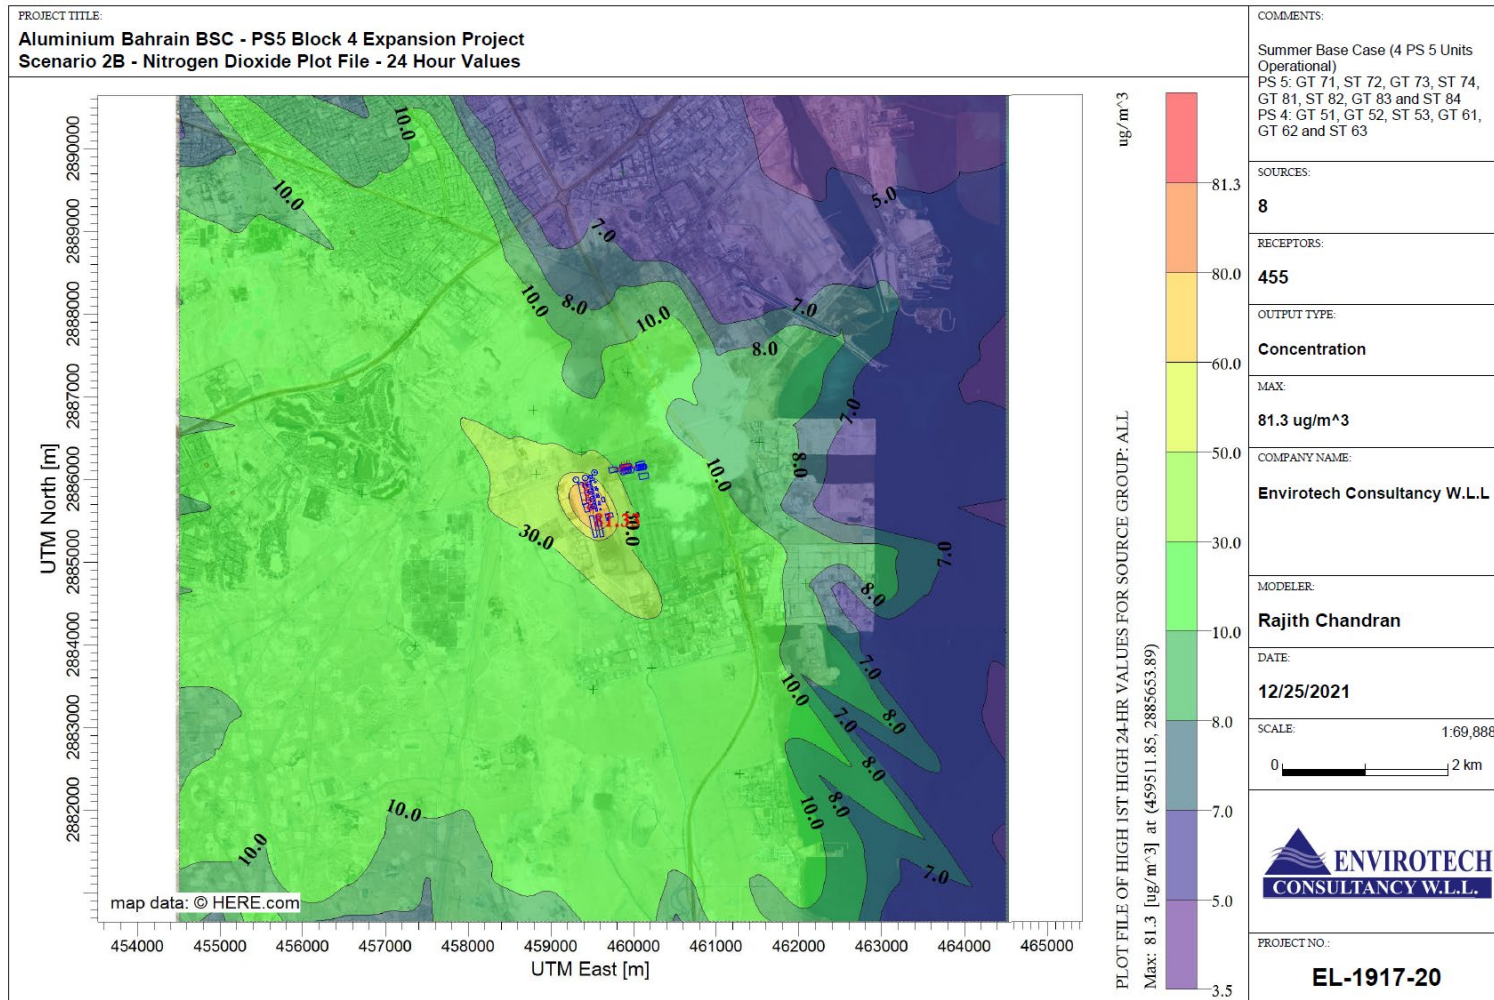 PROJECT TITLE:
Aluminium Bahrain BSC - PS5 Block 4 Expansion Project
Scenario 2B - Nitrogen Dioxide Plot File - 24 Hour Values
COMMENTS:
Summer Base Case (4 PS 5 Units
Operational)
PS 5: GT 71, ST 72, GT 73, ST 74,
GT 81, ST 82, GT 83 and ST 84
PS 4: GT 51, GT 52, ST 53, GT 61,
GT 62 and ST 63
SOURCES:
8
RECEPTORS:
455
OUTPUT TYPE:
Concentration
MAX:
81.3 ug/m^3
COMPANY NAME:
Envirotech Consultancy W.L.L
MODELER:
Rajith Chandran
DATE:
12/25/2021
SCALE:
1:69,888
0
2 km
ENVIROTECH
CONSULTANCY W.L.L.
PROJECT NO.:
EL-1917-20
UTM North [m]
2890000
2889000
2888000
2887000
2886000
2885000
2884000
2883000
2882000
10.0
10.0
5.0
7.0
10.0
8.0
10.0
7.0
8.0
7.0
8.0
10.0
81.33
30.0
7.0
8.0
7.0
10.0
7.0
8.0
8.0
10.0
8.0
10.0
10.0
7.0
map data: © HERE.com
454000
455000
456000
457000
458000
459000
460000
461000
462000
463000
464000
465000
UTM East [m]
PLOT FILE OF HIGH 1ST HIGH 24-HR VALUES FOR SOURCE GROUP: ALL
Max: 81.3 [ug/m^3] at (459511.85, 2885653.89)
ug/m^3
81.3
80.0
60.0
50.0
30.0
10.0
8.0
7.0
5.0
3.5